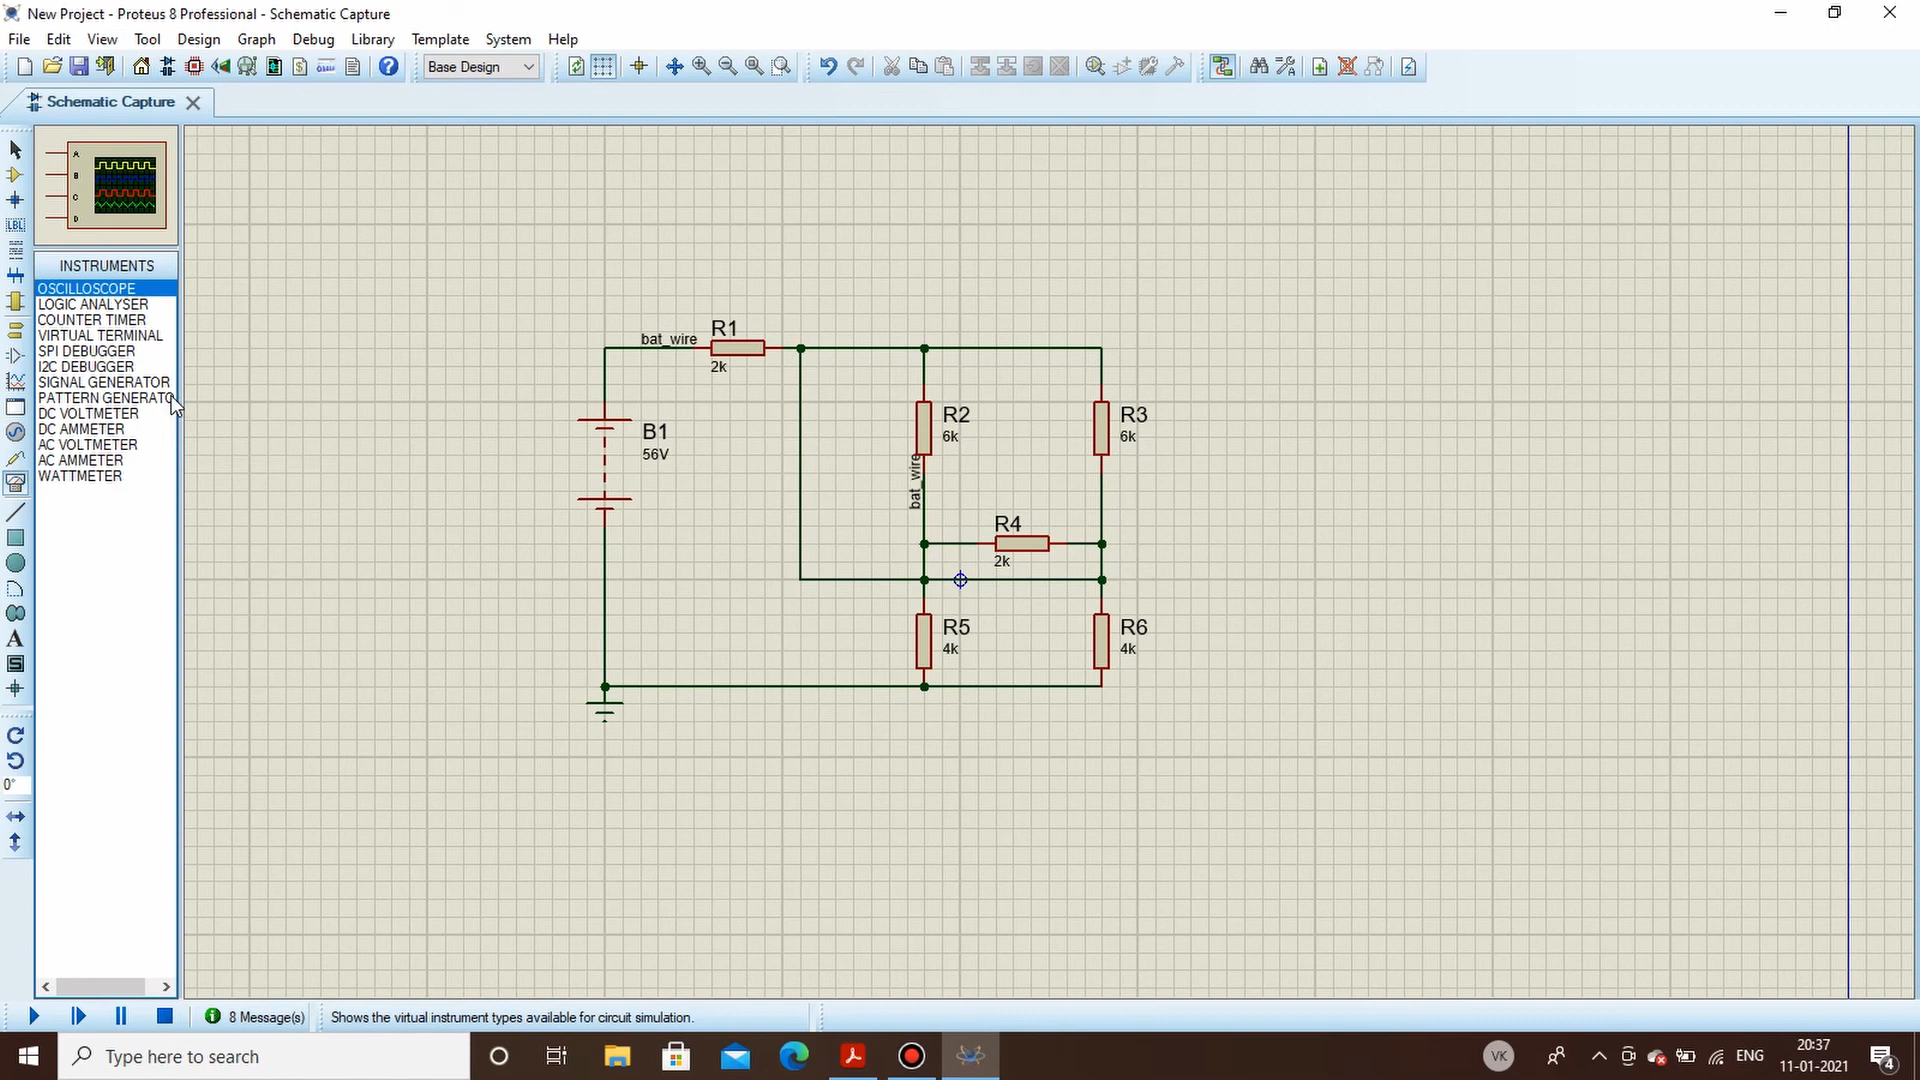 New Project - Proteus 8 Professional - Schematic Capture
File Edit View Tool Design Graph Debug Library Template System Help
Base Design
Schematic Capture
A
B
C
D
LBL
INSTRUMENTS
OSCILLOSCOPE
LOGIC ANALYSER
COUNTER TIMER
VIRTUAL TERMINAL
SPI DEBUGGER
I2C DEBUGGER
SIGNAL GENERATOR
PATTERN GENERATO
DC VOLTMETER
DC AMMETER
AC VOLTMETER
AC AMMETER
WATTMETER
A
S
0°
bat_wire
R1
2k
B1
56V
R2
6k
bat_wire
R3
6k
R4
2k
R5
4k
R6
4k
8 Message(s)
Shows the virtual instrument types available for circuit simulation.
Type here to search
VK
ENG
20:37
11-01-2021
4